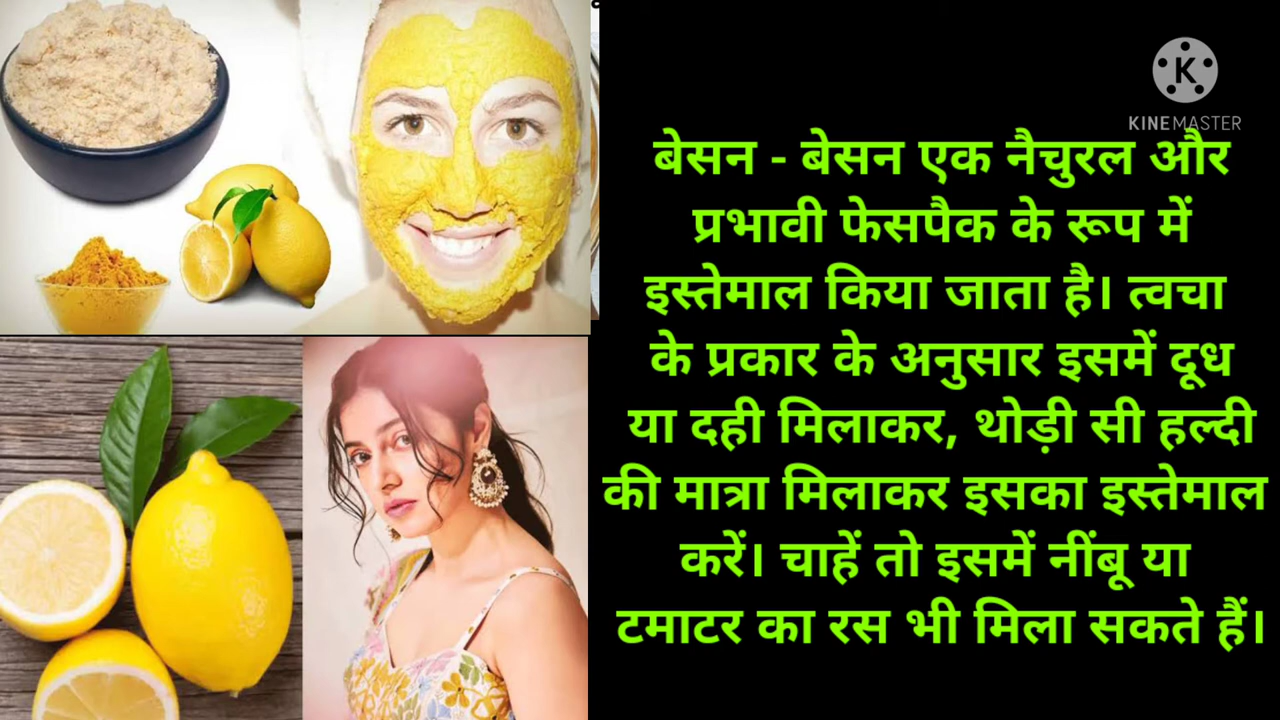 KINEMASTER
बेसन - बेसन एक नैचुरल और
प्रभावी फेसपैक के रूप में
इस्तेमाल किया जाता है। त्वचा
के प्रकार के अनुसार इसमें दूध
या दही मिलाकर, थोड़ी सी हल्दी
की मात्रा मिलाकर इसका इस्तेमाल
करें। चाहें तो इसमें नींबू या
टमाटर का रस भी मिला सकते हैं।